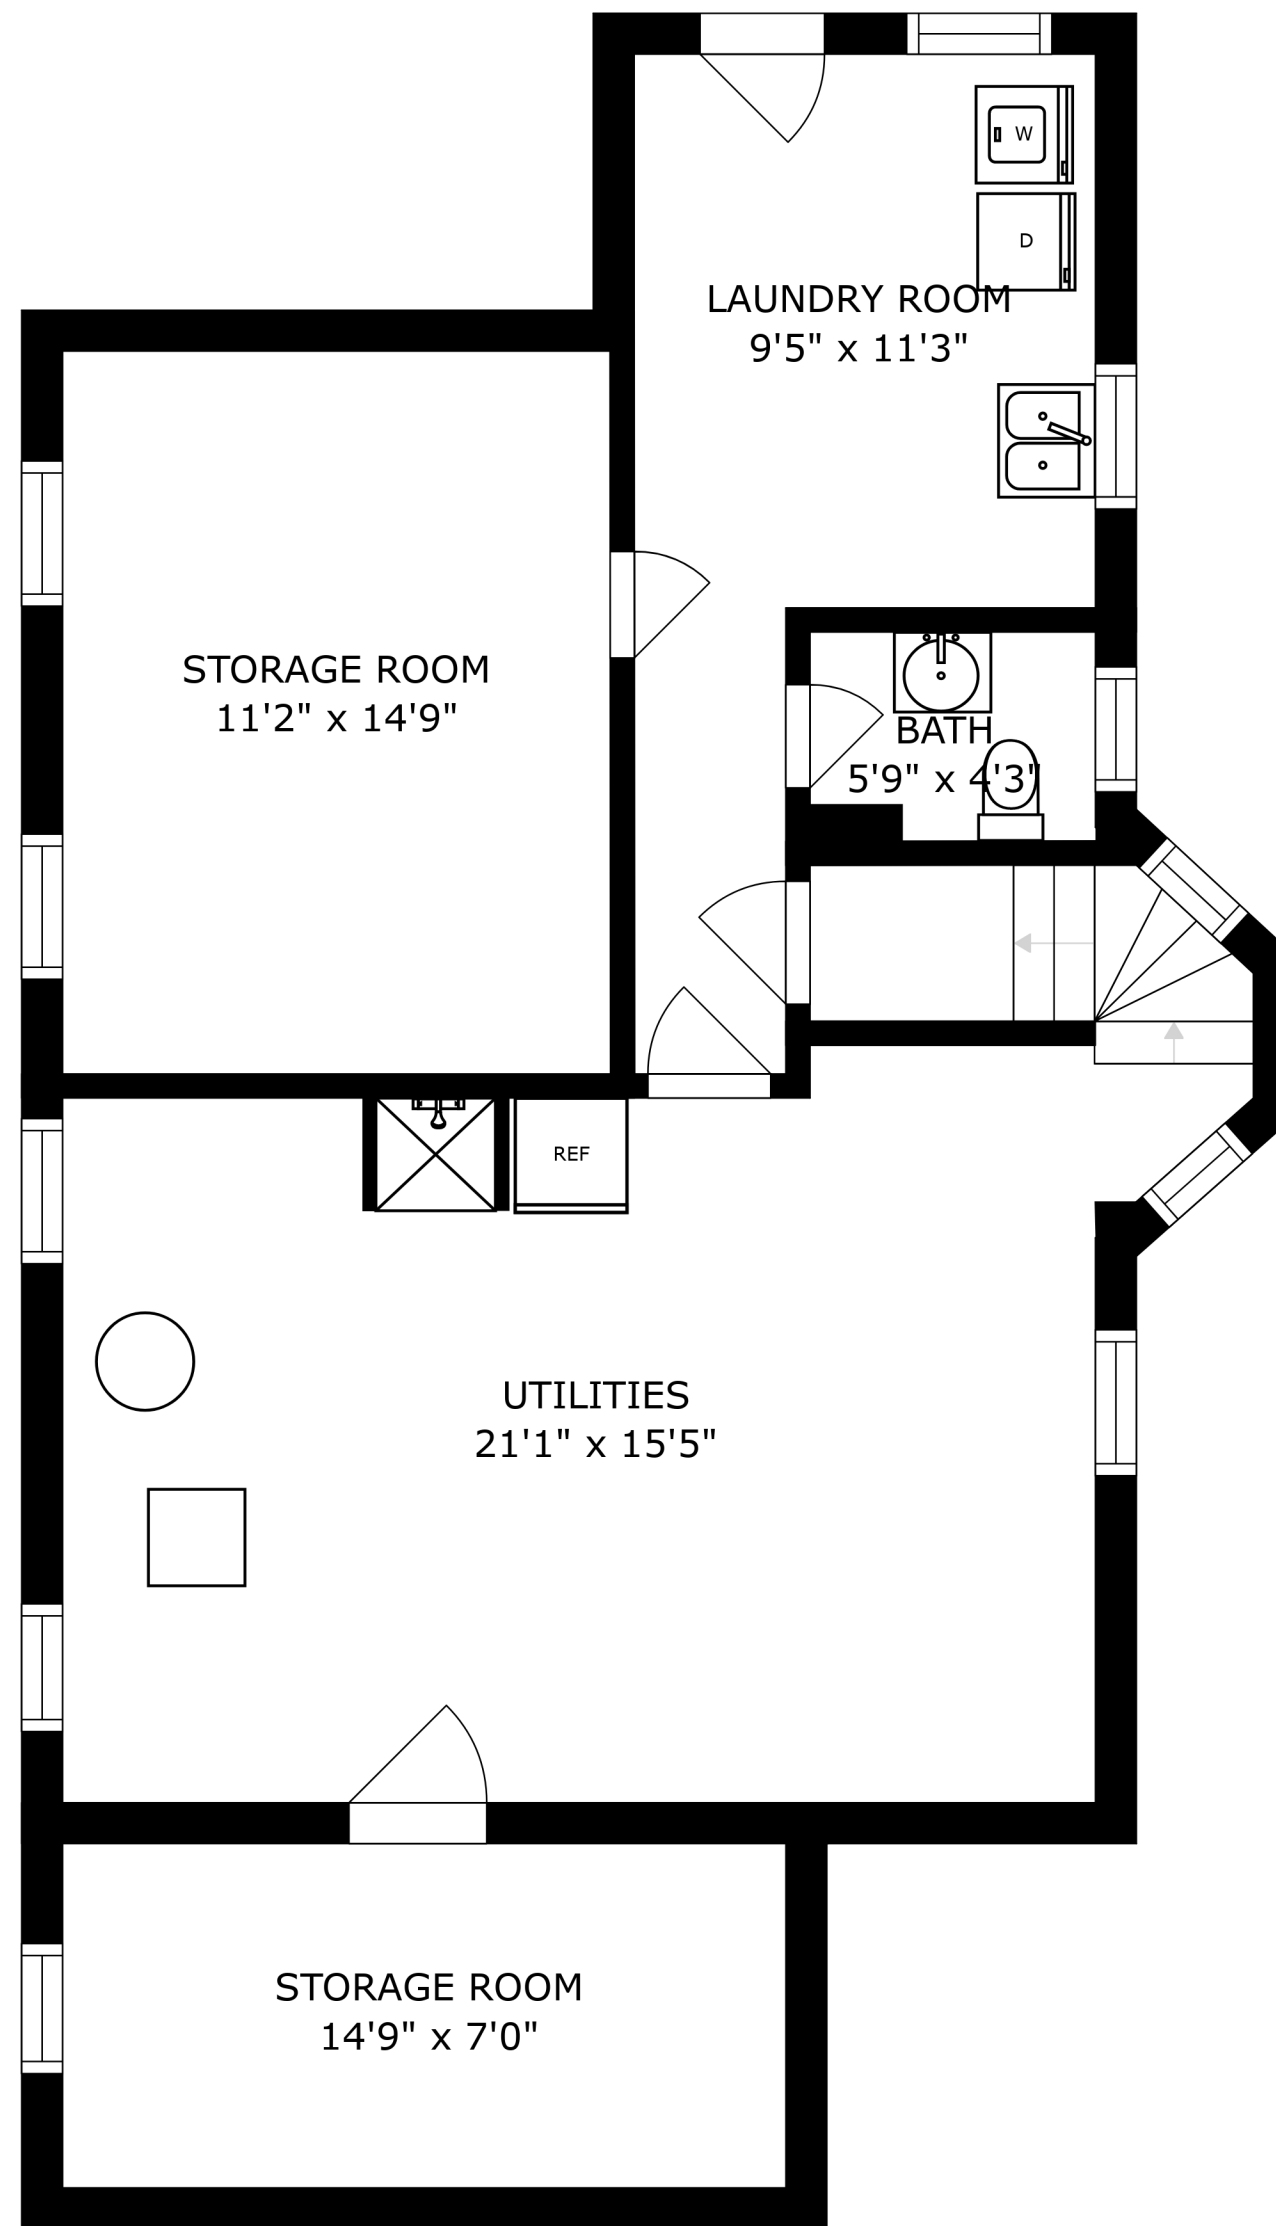 W
D
LAUNDRY ROOM
9'5" x 11'3"
STORAGE ROOM
11'2" x 14'9"
BATH
5'9" x 4'3"
REF
UTILITIES
21'1" x 15'5"
STORAGE ROOM
14'9" x 7'0"